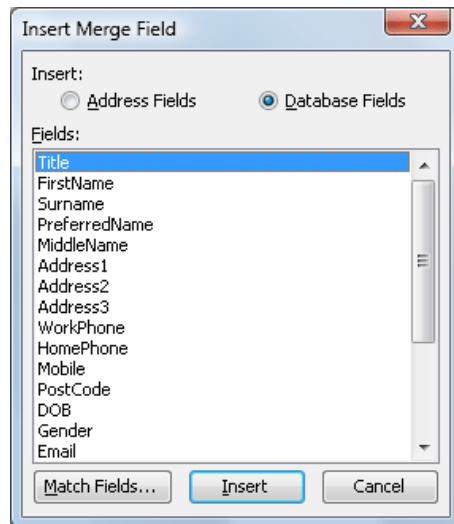 Insert Merge Field
Insert:
Address Fields Database Fields
Fields:
Title
FirstName
Surname
PreferredName
MiddleName
Address1
Address2
Address3
WorkPhone
HomePhone
Mobile
PostCode
DOB
Gender
Email
Match Fields... Insert Cancel